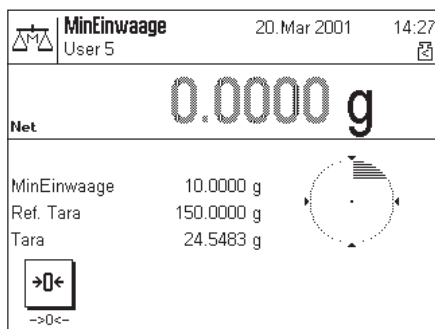 MinEinwaage 20.Mar 2001 14:27
User 5
0.0000 g
Net
MinEinwaage 10.0000 g
Ref. Tara 150.0000 g
Tara 24.5483 g
→0←
–>0<–